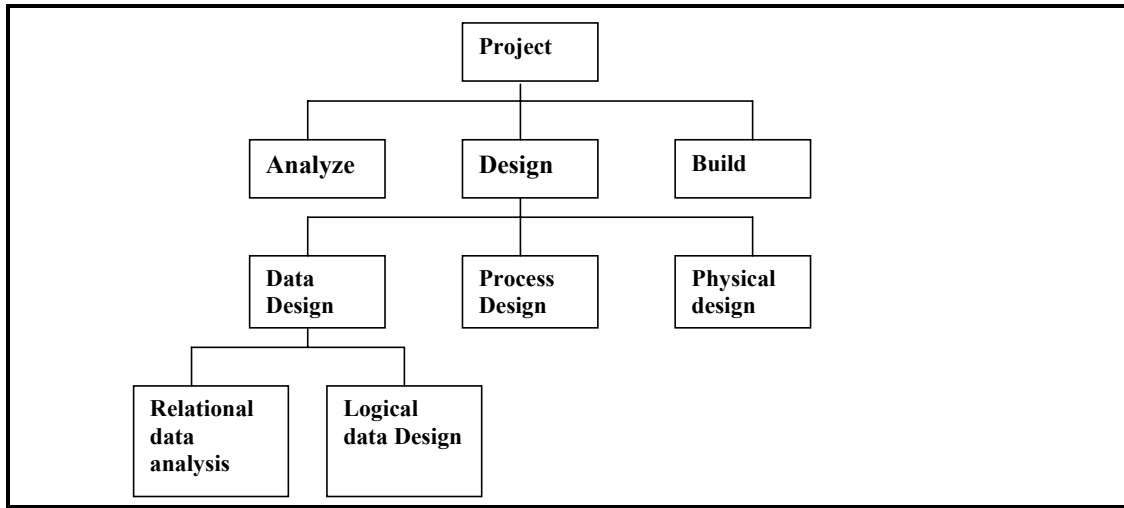 Project
Analyze
Design
Build
Data
Design
Process
Design
Physical
design
Relational
data
analysis
Logical
data Design